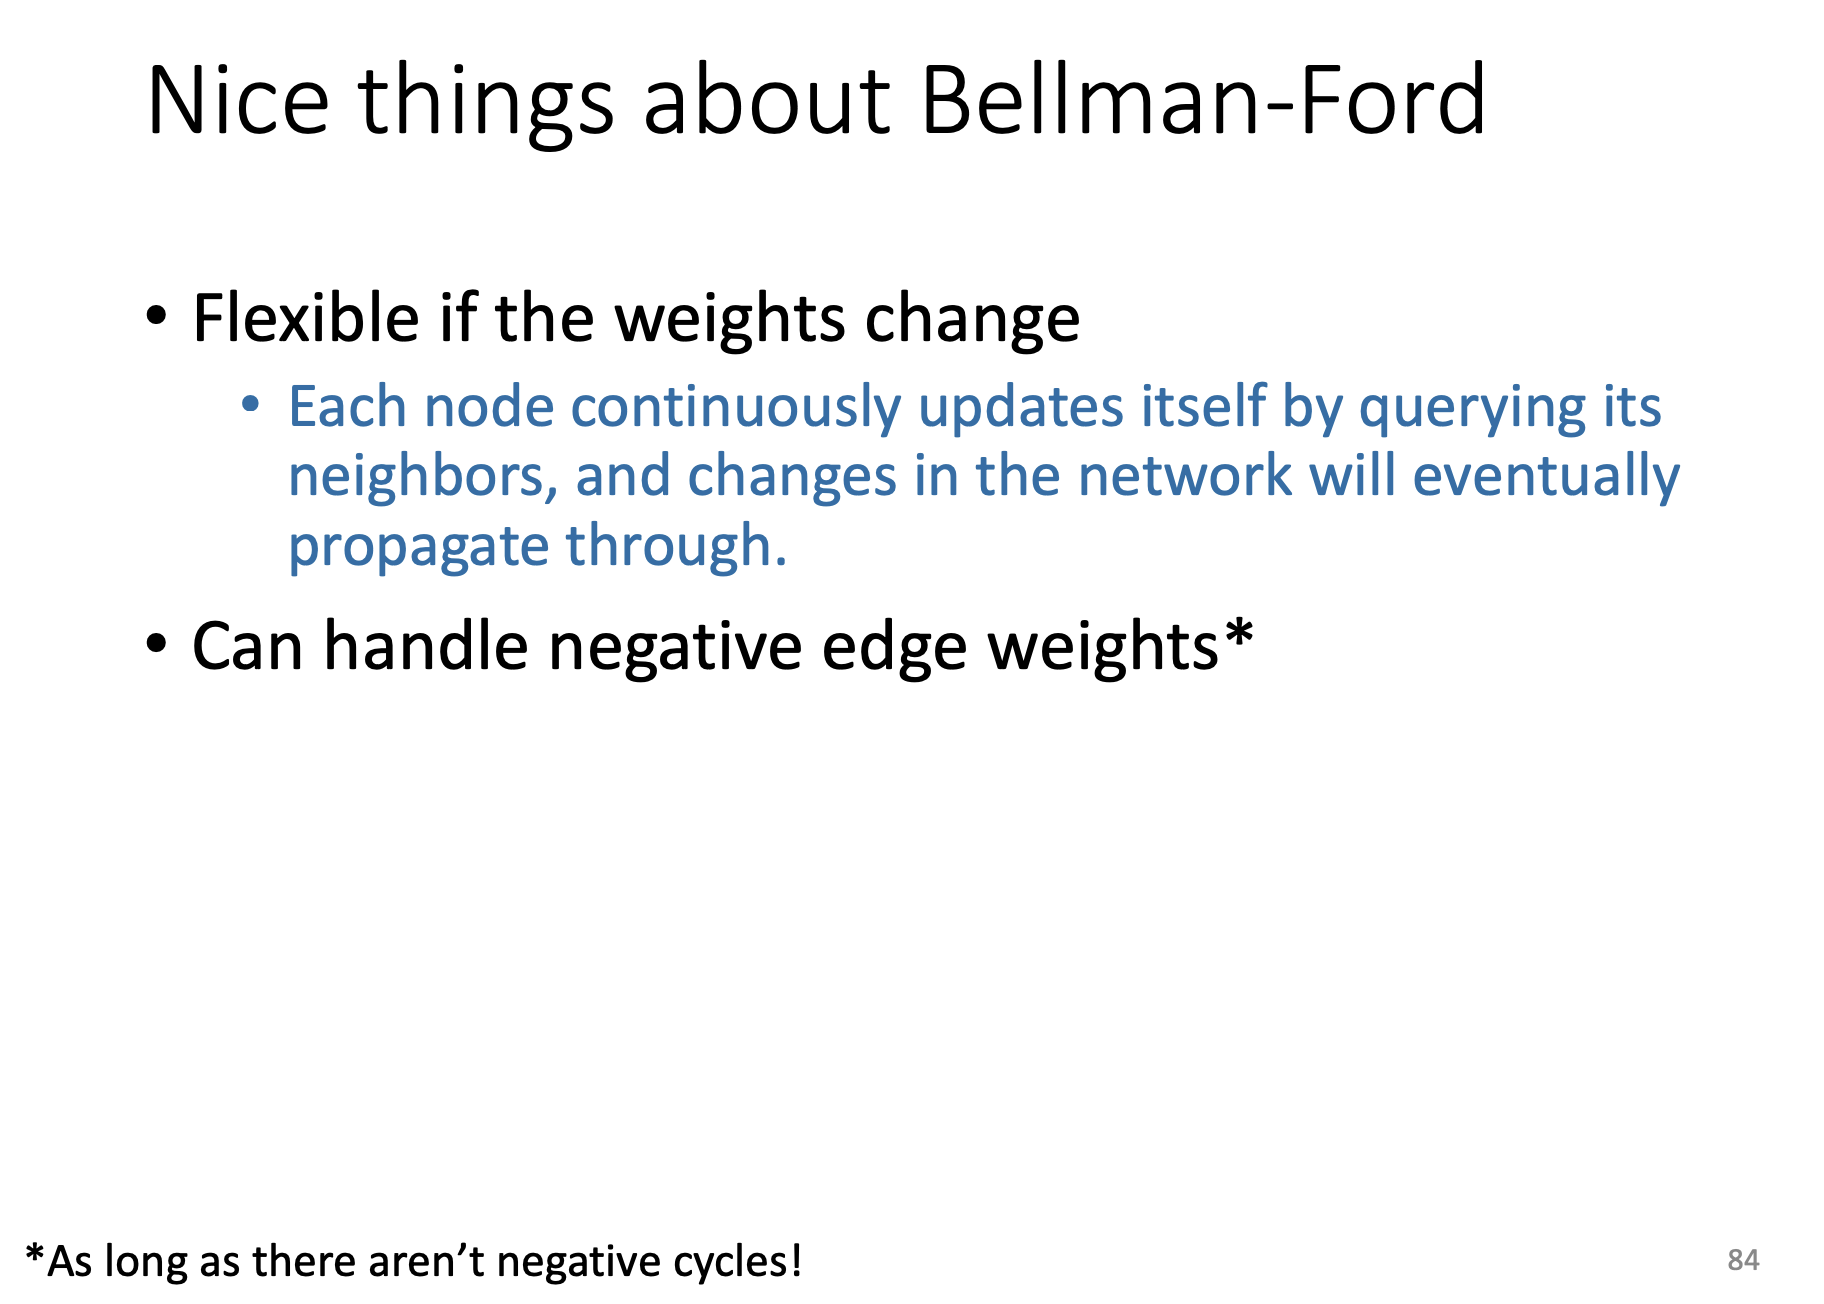 Nice things about Bellman-Ford
• Flexible if the weights change
• Each node continuously updates itself by querying its
neighbors, and changes in the network will eventually
propagate through.
• Can handle negative edge weights*
*As long as there aren’t negative cycles!
84